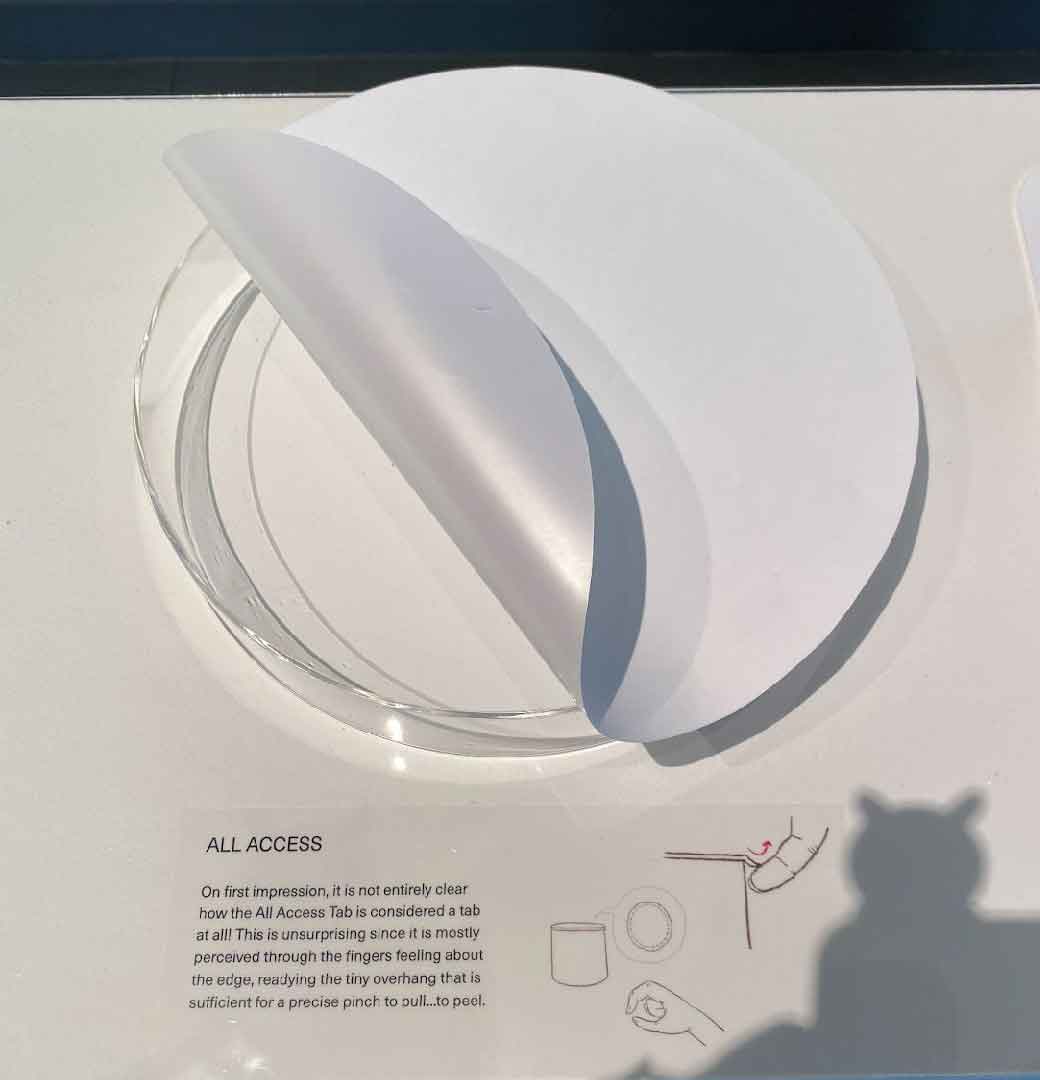 ALL ACCESS
On first impression, it is not entirely clear
how the All Access Tab is considered a tab
at all! This is unsurprising since it is mostly
perceived through the fingers feeling about
the edge, readying the tiny overhang that is
sufficient for a precise pinch to pull...to peel.